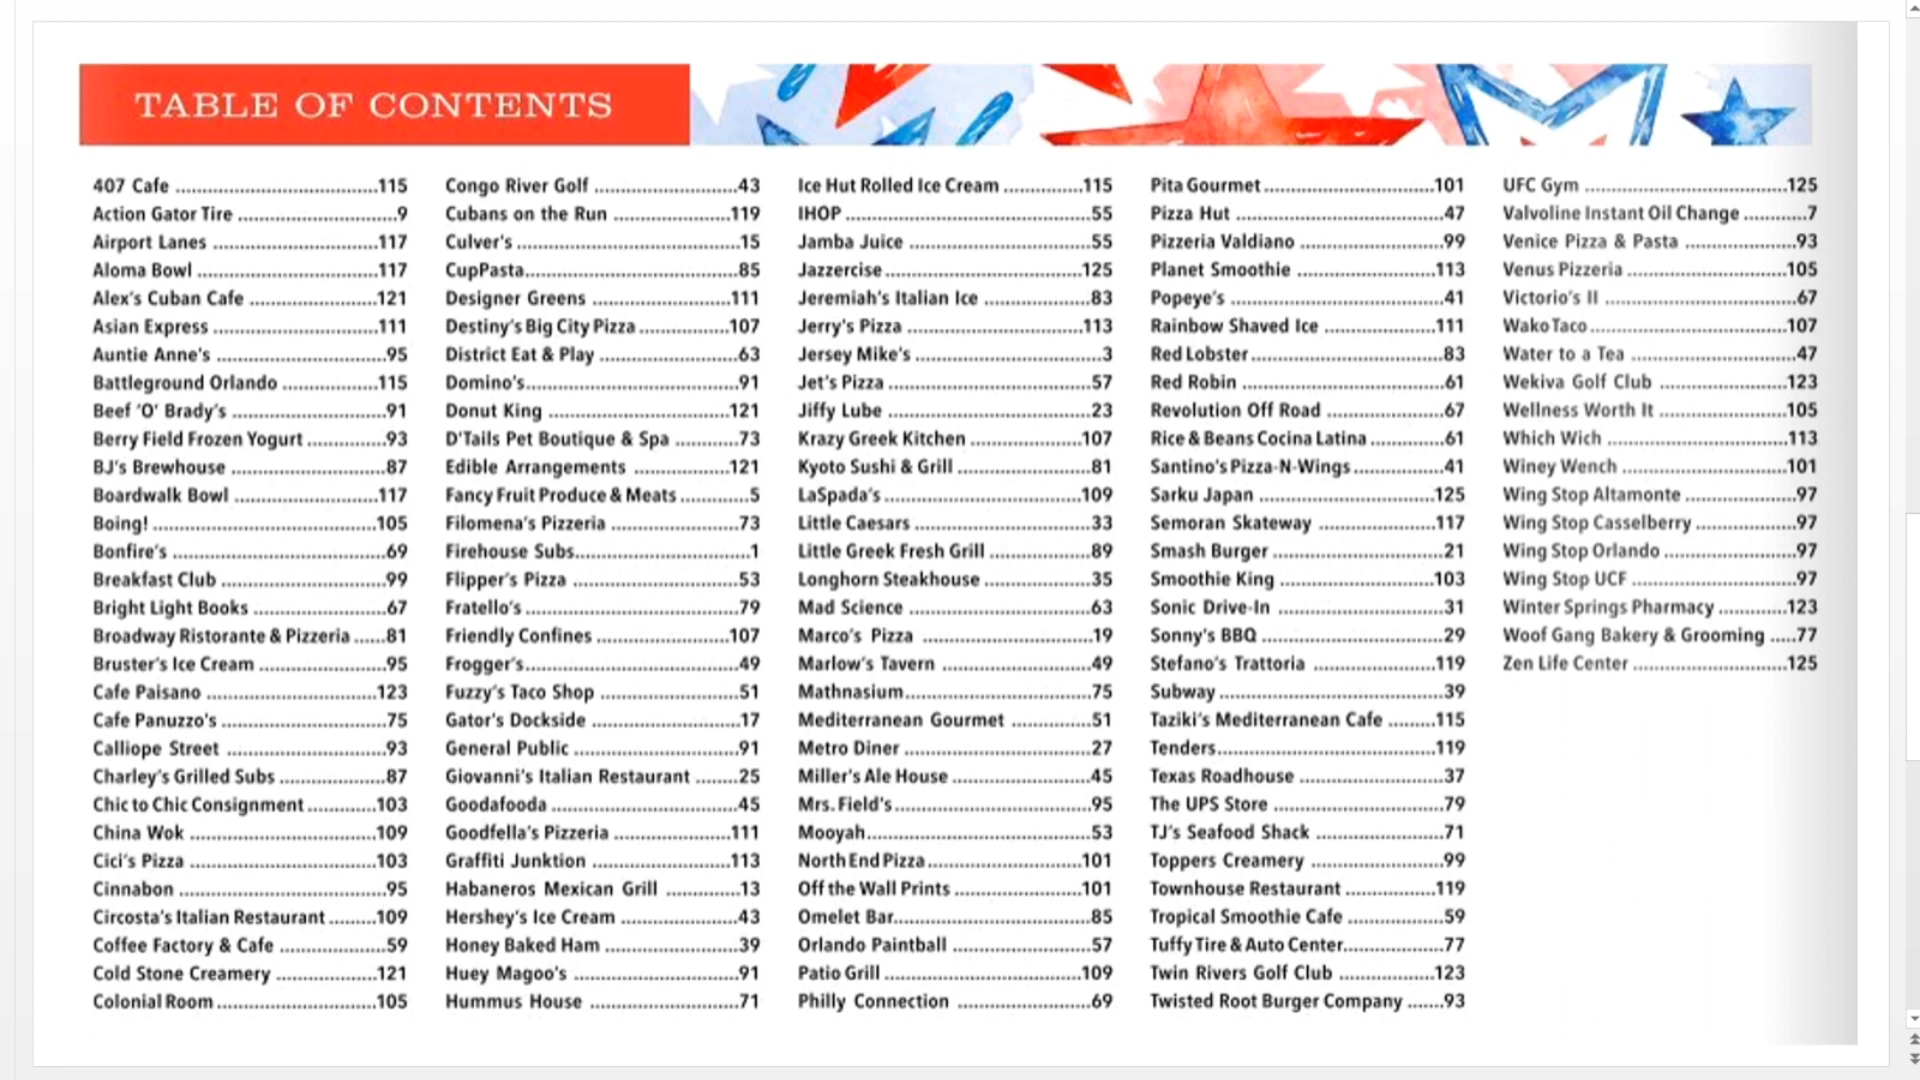 TABLE OF CONTENTS
407 Cafe ....................115
Action Gator Tire ....................9
Airport Lanes ....................117
Aloma Bowl ....................117
Alex's Cuban Cafe ....................121
Asian Express ....................111
Auntie Anne's ....................95
Battleground Orlando ....................115
Beef 'O' Brady's ....................91
Berry Field Frozen Yogurt ....................93
BJ's Brewhouse ....................87
Boardwalk Bowl ....................117
Boing! ....................105
Bonfire's ....................69
Breakfast Club ....................99
Bright Light Books ....................67
Broadway Ristorante & Pizzeria ......81
Bruster's Ice Cream ....................95
Cafe Paisano ....................123
Cafe Panuzzo's ....................75
Calliope Street ....................93
Charley's Grilled Subs ....................87
Chic to Chic Consignment ....................103
China Wok ....................109
Cici's Pizza ....................103
Cinnabon ....................95
Circosta's Italian Restaurant .........109
Coffee Factory & Cafe ....................59
Cold Stone Creamery ....................121
Colonial Room ....................105
Congo River Golf ....................43
Cubans on the Run ....................119
Culver's ....................15
CupPasta ....................85
Designer Greens ....................111
Destiny's Big City Pizza ....................107
District Eat & Play ....................63
Domino's ....................91
Donut King ....................121
D'Tails Pet Boutique & Spa ....................73
Edible Arrangements ....................121
Fancy Fruit Produce & Meats ....................5
Filomena's Pizzeria ....................73
Firehouse Subs ....................1
Flipper's Pizza ....................53
Fratello's ....................79
Friendly Confines ....................107
Frogger's ....................49
Fuzzy's Taco Shop ....................51
Gator's Dockside ....................17
General Public ....................91
Giovanni's Italian Restaurant ........25
Goodafooda ....................45
Goodfella's Pizzeria ....................111
Graffiti Junktion ....................113
Habaneros Mexican Grill ....................13
Hershey's Ice Cream ....................43
Honey Baked Ham ....................39
Huey Magoo's ....................91
Hummus House ....................71
Ice Hut Rolled Ice Cream ....................115
IHOP ....................55
Jamba Juice ....................55
Jazzercise ....................125
Jeremiah's Italian Ice ....................83
Jerry's Pizza ....................113
Jersey Mike's ....................3
Jet's Pizza ....................57
Jiffy Lube ....................23
Krazy Greek Kitchen ....................107
Kyoto Sushi & Grill ....................81
LaSpada's ....................109
Little Caesars ....................33
Little Greek Fresh Grill ....................89
Longhorn Steakhouse ....................35
Mad Science ....................63
Marco's Pizza ....................19
Marlow's Tavern ....................49
Mathnasium ....................75
Mediterranean Gourmet ....................51
Metro Diner ....................27
Miller's Ale House ....................45
Mrs. Field's ....................95
Mooyah ....................53
North End Pizza ....................101
Off the Wall Prints ....................101
Omelet Bar ....................85
Orlando Paintball ....................57
Patio Grill ....................109
Philly Connection ....................69
Pita Gourmet ....................101
Pizza Hut ....................47
Pizzeria Valdiano ....................99
Planet Smoothie ....................113
Popeye's ....................41
Rainbow Shaved Ice ....................111
Red Lobster ....................83
Red Robin ....................61
Revolution Off Road ....................67
Rice & Beans Cocina Latina ....................61
Santino's Pizza-N-Wings ....................41
Sarku Japan ....................125
Semoran Skateway ....................117
Smash Burger ....................21
Smoothie King ....................103
Sonic Drive-In ....................31
Sonny's BBQ ....................29
Stefano's Trattoria ....................119
Subway ....................39
Taziki's Mediterranean Cafe .........115
Tenders ....................119
Texas Roadhouse ....................37
The UPS Store ....................79
TJ's Seafood Shack ....................71
Toppers Creamery ....................99
Townhouse Restaurant ....................119
Tropical Smoothie Cafe ....................59
Tuffy Tire & Auto Center ....................77
Twin Rivers Golf Club ....................123
Twisted Root Burger Company .......93
UFC Gym ....................125
Valvoline Instant Oil Change ............7
Venice Pizza & Pasta ....................93
Venus Pizzeria ....................105
Victorio's II ....................67
Wako Taco ....................107
Water to a Tea ....................47
Wekiva Golf Club ....................123
Wellness Worth It ....................105
Which Wich ....................113
Winey Wench ....................101
Wing Stop Altamonte ....................97
Wing Stop Casselberry ....................97
Wing Stop Orlando ....................97
Wing Stop UCF ....................97
Winter Springs Pharmacy ....................123
Woof Gang Bakery & Grooming .....77
Zen Life Center ....................125